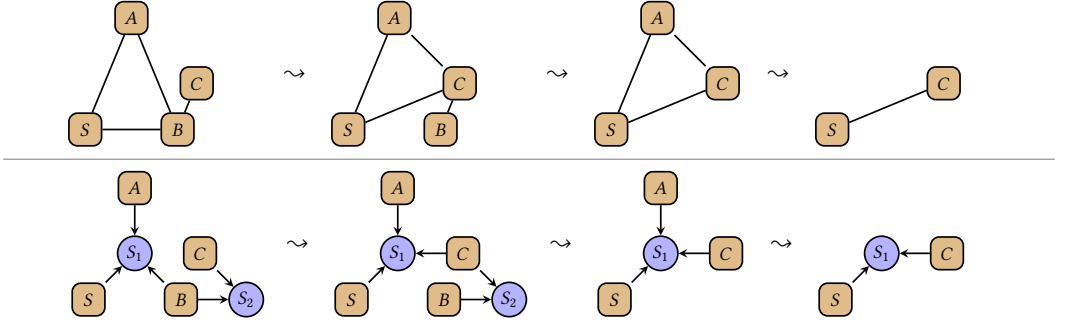 A A A
C ⤳ C ⤳ C ⤳ C
S B S B S S
A A A
S₁ C ⤳ S₁ C ⤳ S₁ C ⤳ S₁ C
S B S₂ S B S₂ S S